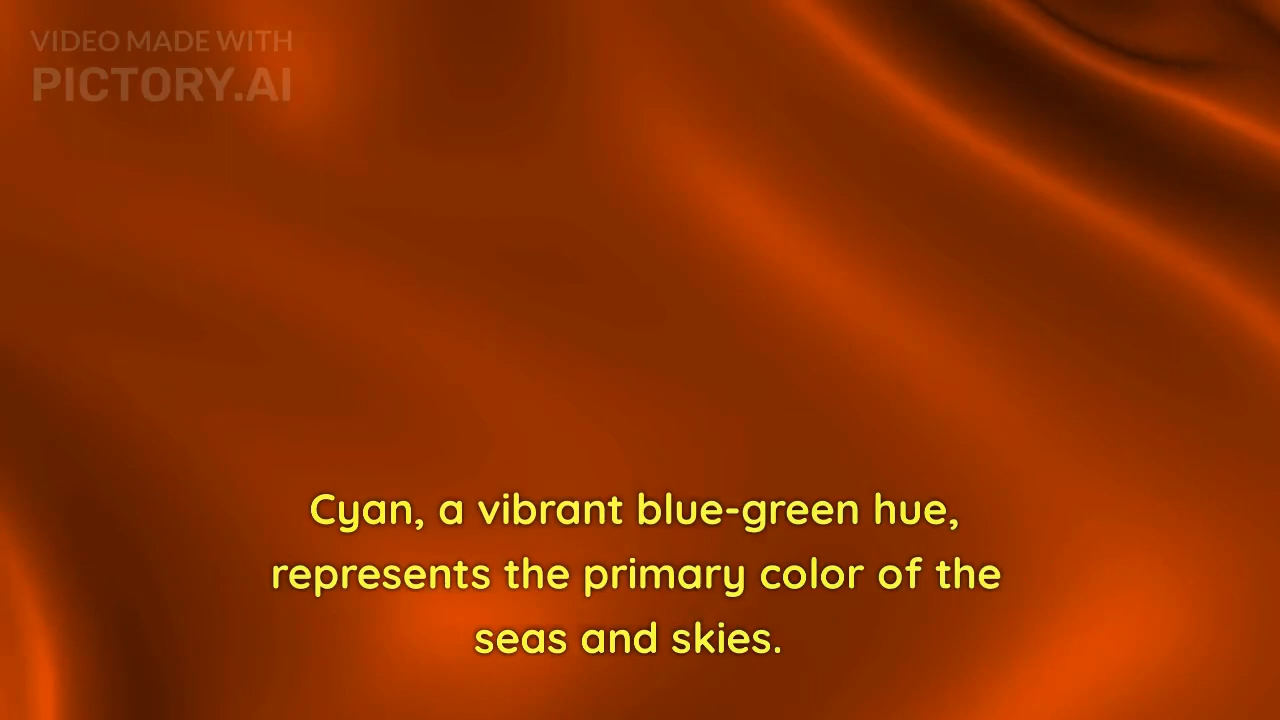 VIDEO MADE WITH
PICTORY.AI
Cyan, a vibrant blue-green hue,
represents the primary color of the
seas and skies.